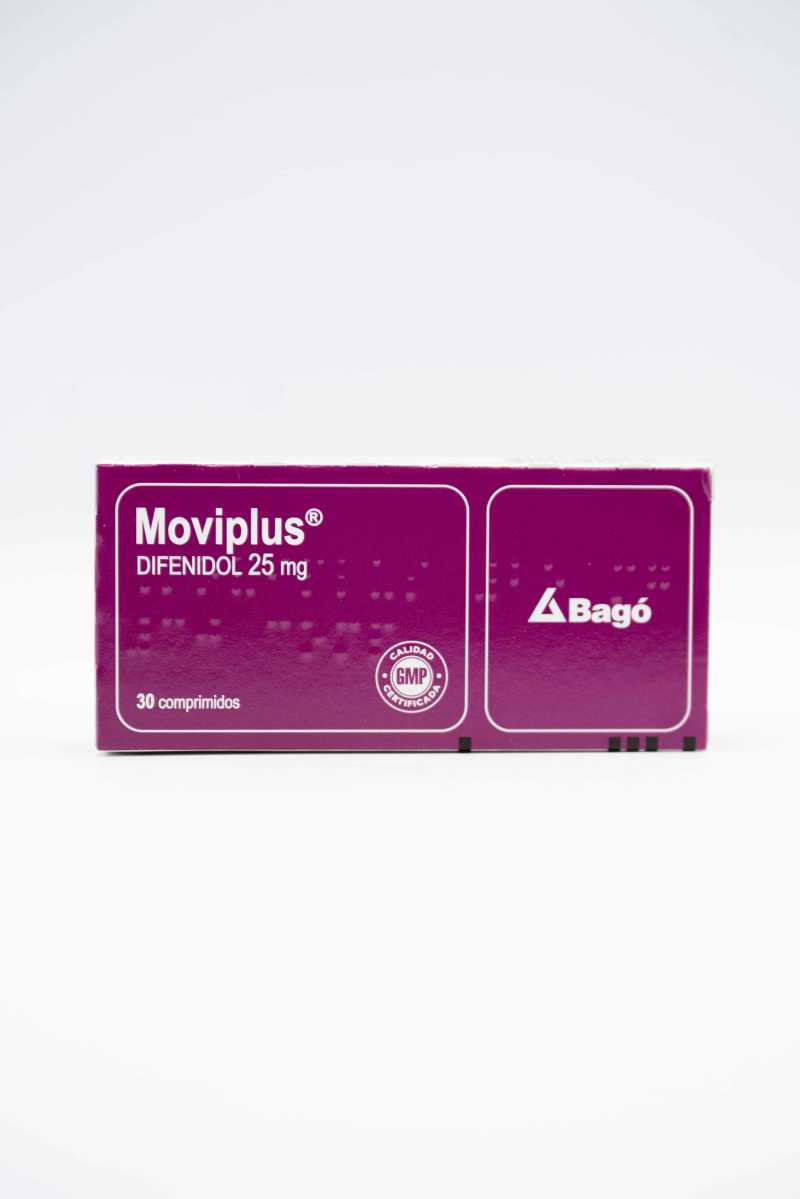 Moviplus®
DIFENIDOL 25 mg
30 comprimidos
CALIDAD
GMP
CERTIFICADA
Bagó